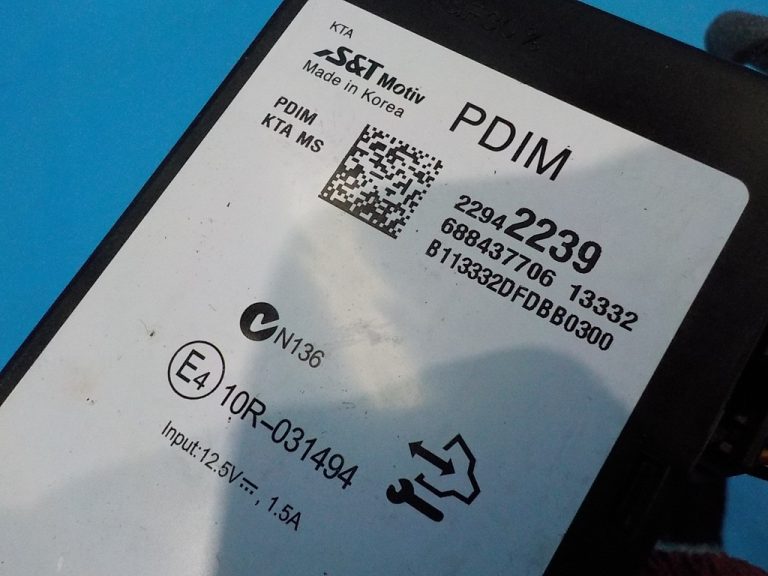 KTA
S&T Motiv
Made in Korea
PDIM
PDIM
KTA MS
22942239
688437706 13332
B113332DFDBB0300
N136
E4 10R-031494
Input:12.5V⎓, 1.5A